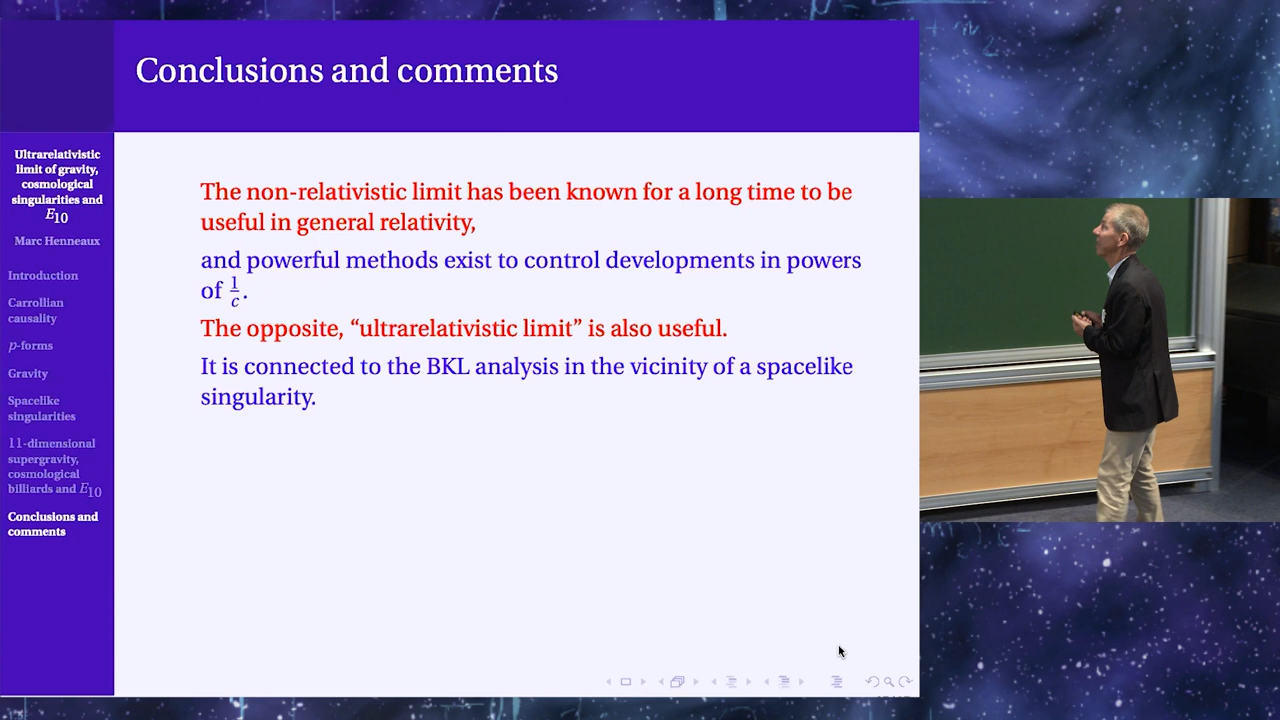 Conclusions and comments
Ultrarelativistic
limit of gravity,
cosmological
singularities and
E10
Marc Henneaux
Introduction
Carrollian
causality
p-forms
Gravity
Spacelike
singularities
11-dimensional
supergravity,
cosmological
billiards and E10
Conclusions and
comments
The non-relativistic limit has been known for a long time to be
useful in general relativity,
and powerful methods exist to control developments in powers
of 1/c.
The opposite, “ultrarelativistic limit” is also useful.
It is connected to the BKL analysis in the vicinity of a spacelike
singularity.